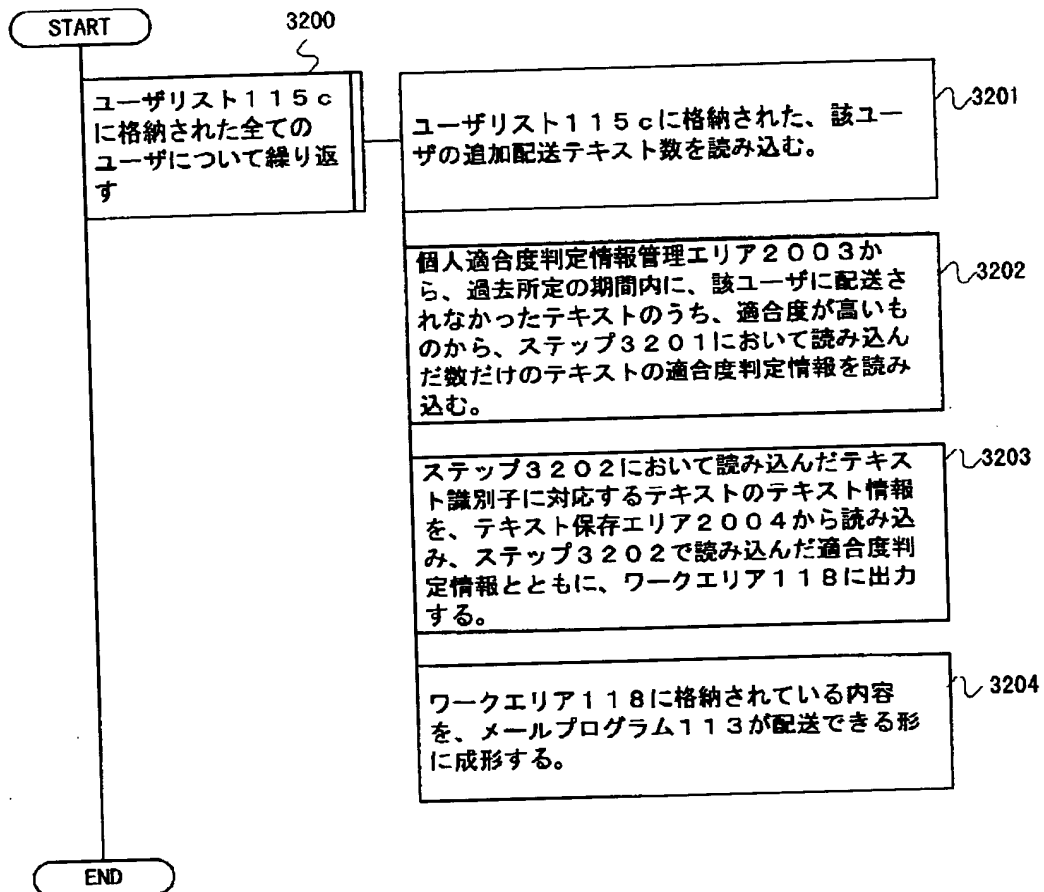 START
3200
ユーザリスト115c
に格納された全ての
ユーザについて繰り返
す
3201
ユーザリスト115cに格納された、該ユー
ザの追加配送テキスト数を読み込む。
3202
個人適合度判定情報管理エリア2003か
ら、過去所定の期間内に、該ユーザに配送さ
れなかったテキストのうち、適合度が高いも
のから、ステップ3201において読み込ん
だ数だけのテキストの適合度判定情報を読み
込む。
3203
ステップ3202において読み込んだテキス
ト識別子に対応するテキストのテキスト情報
を、テキスト保存エリア2004から読み込
み、ステップ3202で読み込んだ適合度判
定情報とともに、ワークエリア118に出力
する。
3204
ワークエリア118に格納されている内容
を、メールプログラム113が配送できる形
に成形する。
END